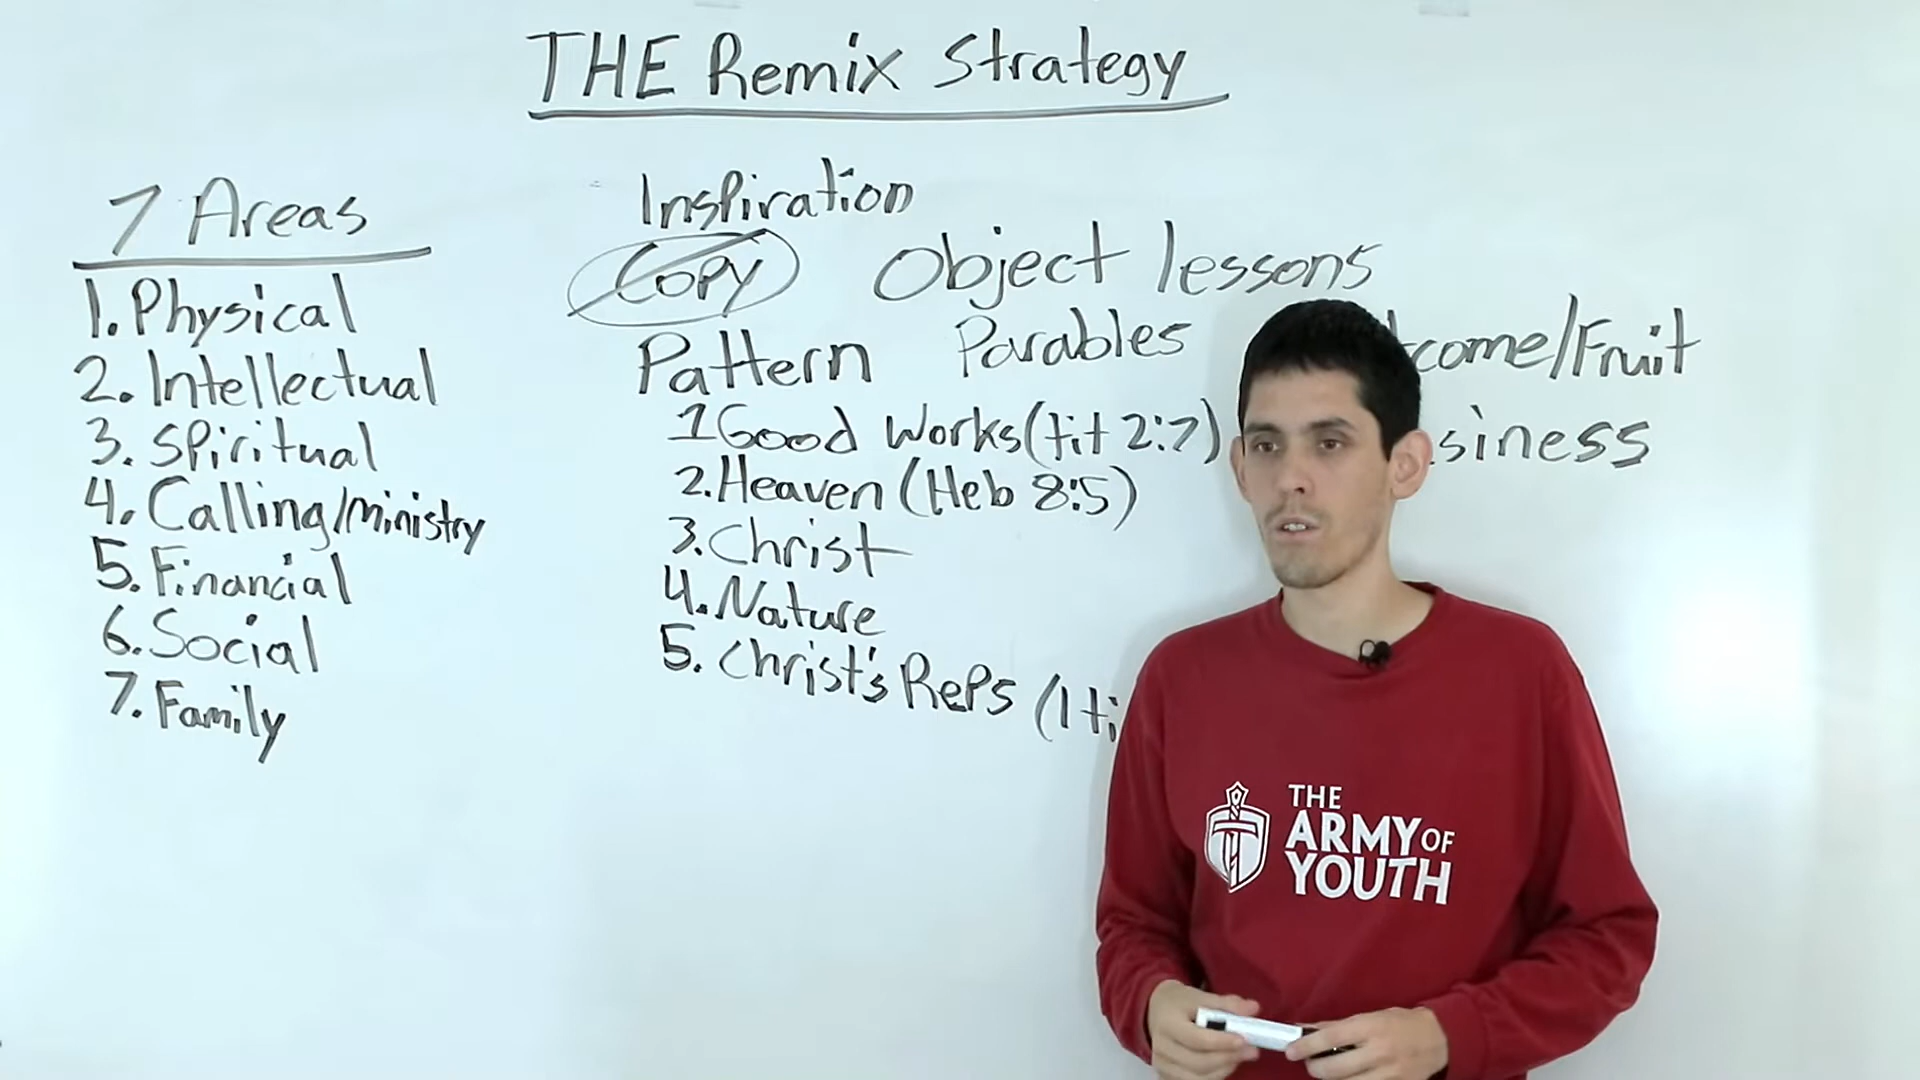 THE Remix Strategy
7 Areas
1. Physical
2. Intellectual
3. Spiritual
4. Calling/Ministry
5. Financial
6. Social
7. Family
Inspiration
Copy
Object lessons
Pattern
Parables
come/Fruit
siness
1 Good Works (tit 2:7)
2. Heaven (Heb 8:5)
3. Christ
4. Nature
5. Christ's Reps (1 ti
THE
ARMY OF
YOUTH